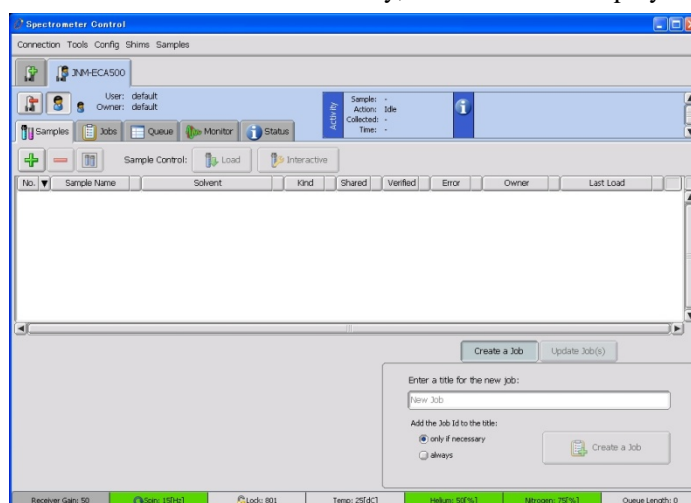 Spectrometer Control
Connection Tools Config Shims Samples
JNM-ECA500
User: default
Owner: default
Activity
Sample: -
Action: Idle
Collected: -
Time: -
Samples Jobs Queue Monitor Status
Sample Control: Load Interactive
No. Sample Name Solvent Kind Shared Verified Error Owner Last Load
Create a Job Update Job(s)
Enter a title for the new job:
New Job
Add the Job Id to the title:
only if necessary
always
Create a Job
Receiver Gain: 50 Spin: 15[Hz] Lock: 801 Temp: 25[dC] Helium: 50[%] Nitrogen: 75[%] Queue Length: 0